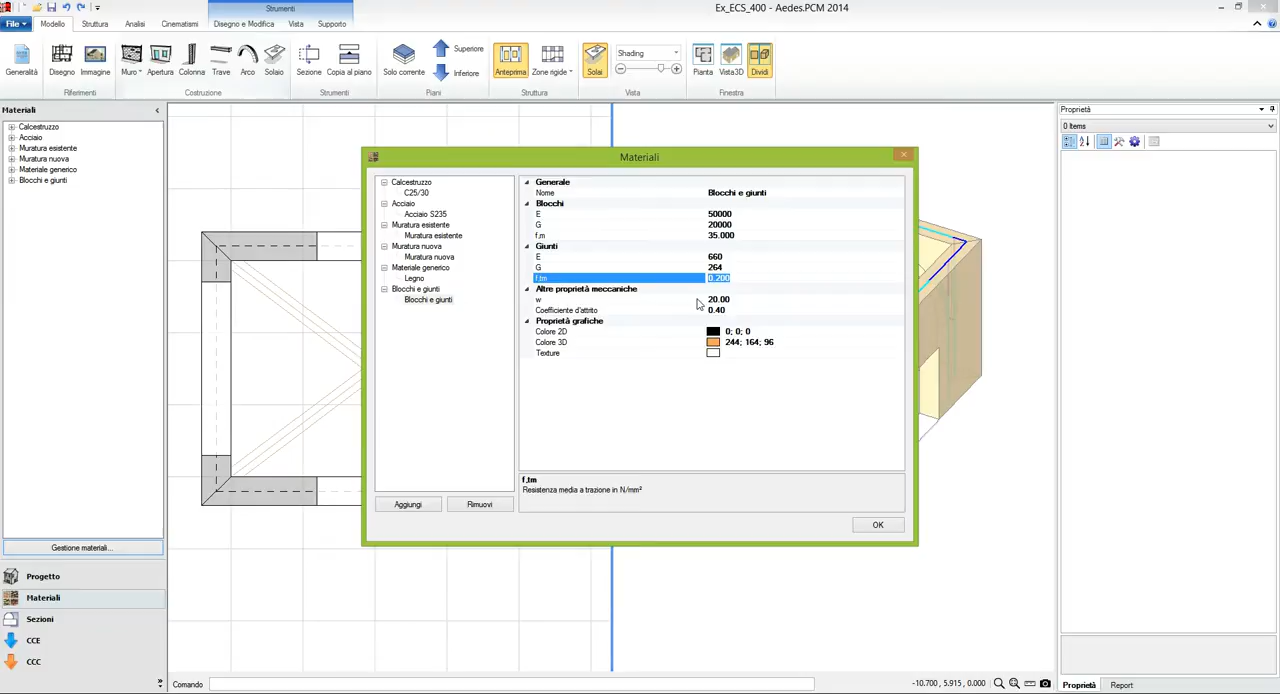 Strumenti
Ex_ECS_400 - Aedes.PCM 2014
File
Modello
Struttura
Analisi
Cinematismi
Disegno e Modifica
Vista
Supporto
Generalità
Disegno
Immagine
Muro
Apertura
Colonna
Trave
Arco
Solaio
Sezione
Copia al piano
Solo corrente
Superiore
Inferiore
Anteprima
Zone rigide
Solai
Shading
Pianta
Vista3D
Dividi
Riferimenti
Costruzione
Strumenti
Piani
Struttura
Vista
Finestra
Materiali
Calcestruzzo
Acciaio
Muratura esistente
Muratura nuova
Materiale generico
Blocchi e giunti
Gestione materiali...
Progetto
Materiali
Sezioni
CCE
CCC
Materiali
Calcestruzzo
C25/30
Acciaio
Acciaio S235
Muratura esistente
Muratura esistente
Muratura nuova
Muratura nuova
Materiale generico
Legno
Blocchi e giunti
Blocchi e giunti
Aggiungi
Rimuovi
Generale
Nome Blocchi e giunti
Blocchi
E 50000
G 20000
f,m 35.000
Giunti
E 660
G 264
f,tm 0.200
Altre proprietà meccaniche
w 20.00
Coefficiente d'attrito 0.40
Proprietà grafiche
Colore 2D 0; 0; 0
Colore 3D 244; 164; 96
Texture
f,tm
Resistenza media a trazione in N/mm²
OK
Proprietà
0 Items
Comando
-10.700 , 5.915 , 0.000
Proprietà
Report